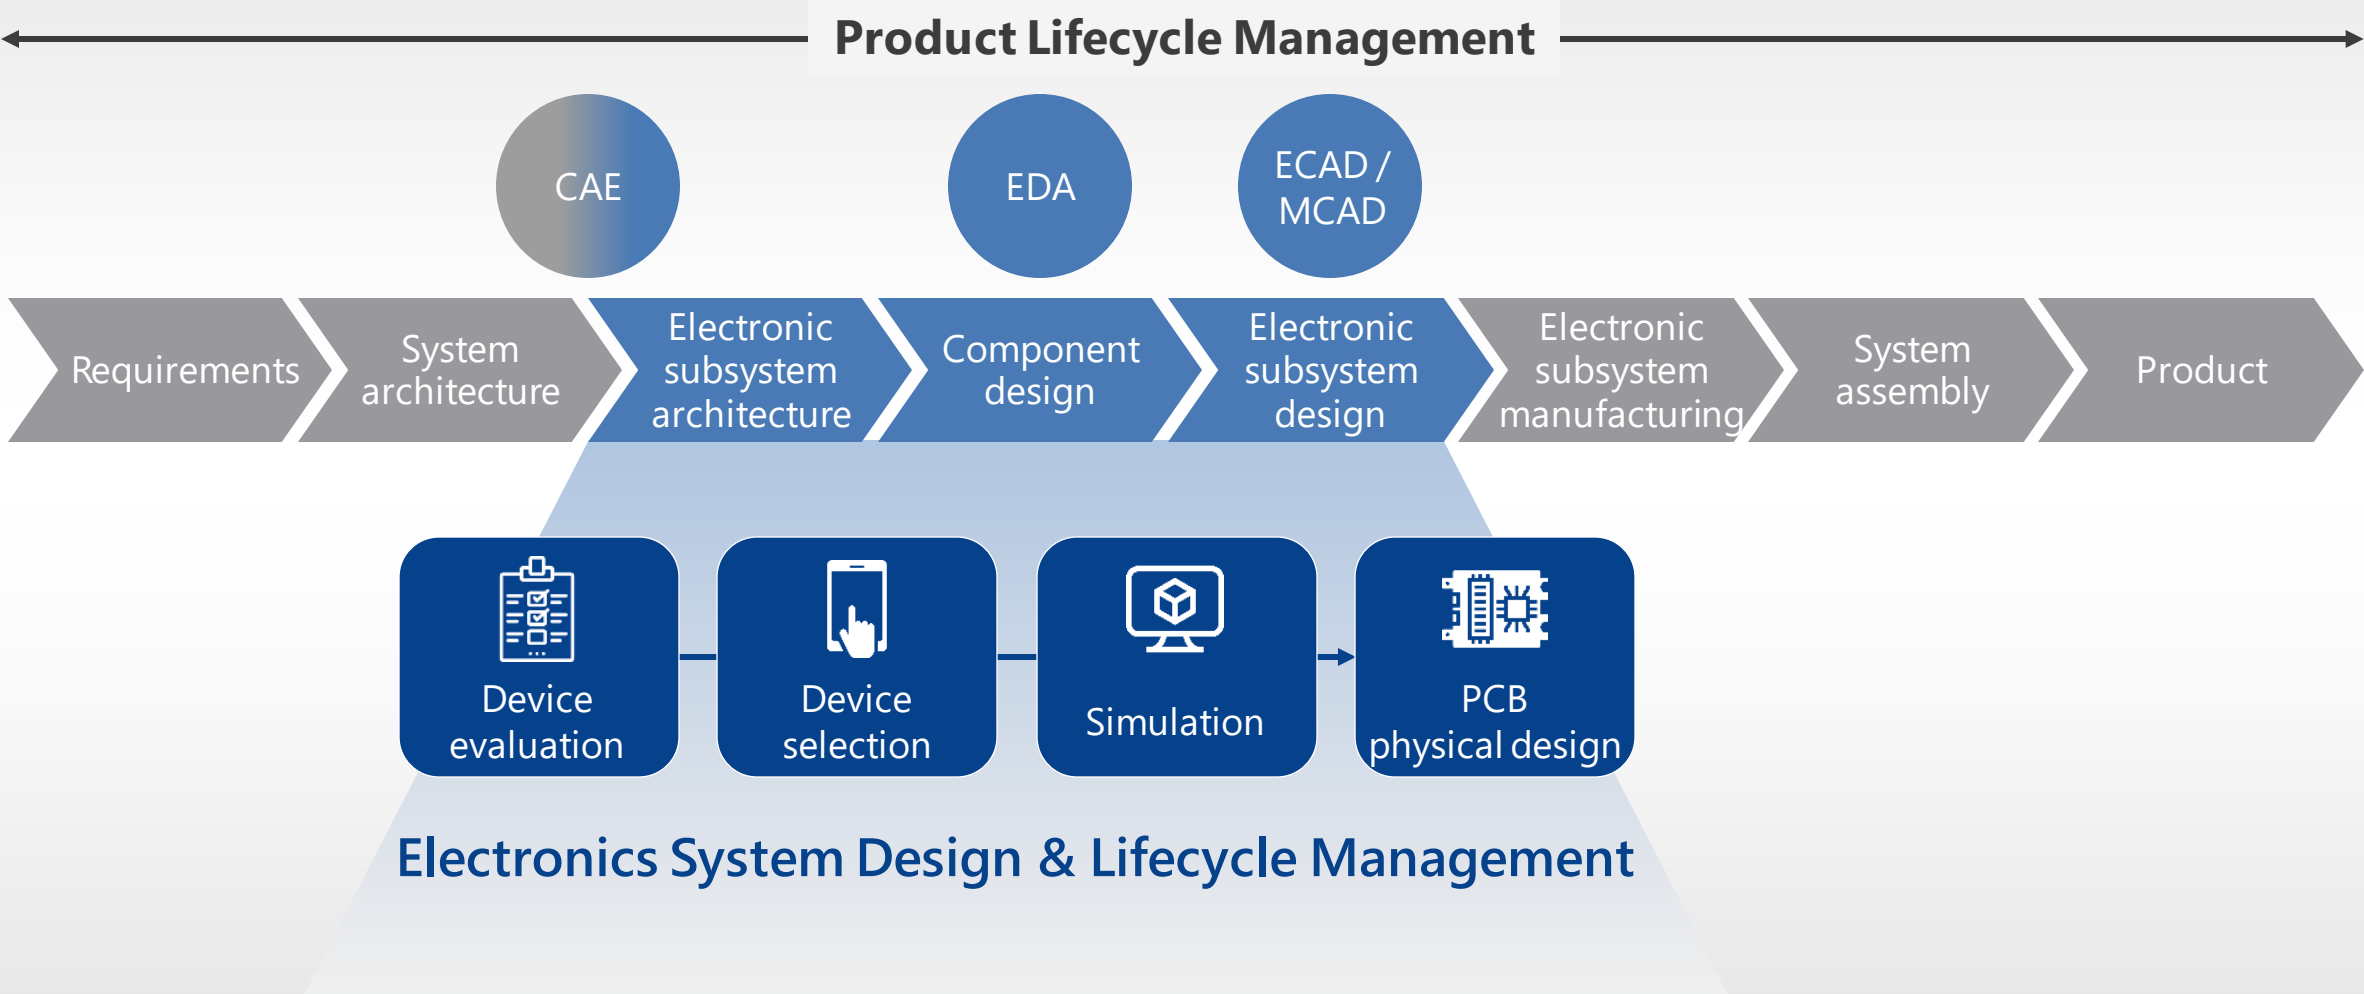 Product Lifecycle Management
CAE
EDA
ECAD /
MCAD
Requirements
System
architecture
Electronic
subsystem
architecture
Component
design
Electronic
subsystem
design
Electronic
subsystem
manufacturing
System
assembly
Product
Device
evaluation
Device
selection
Simulation
PCB
physical design
Electronics System Design & Lifecycle Management